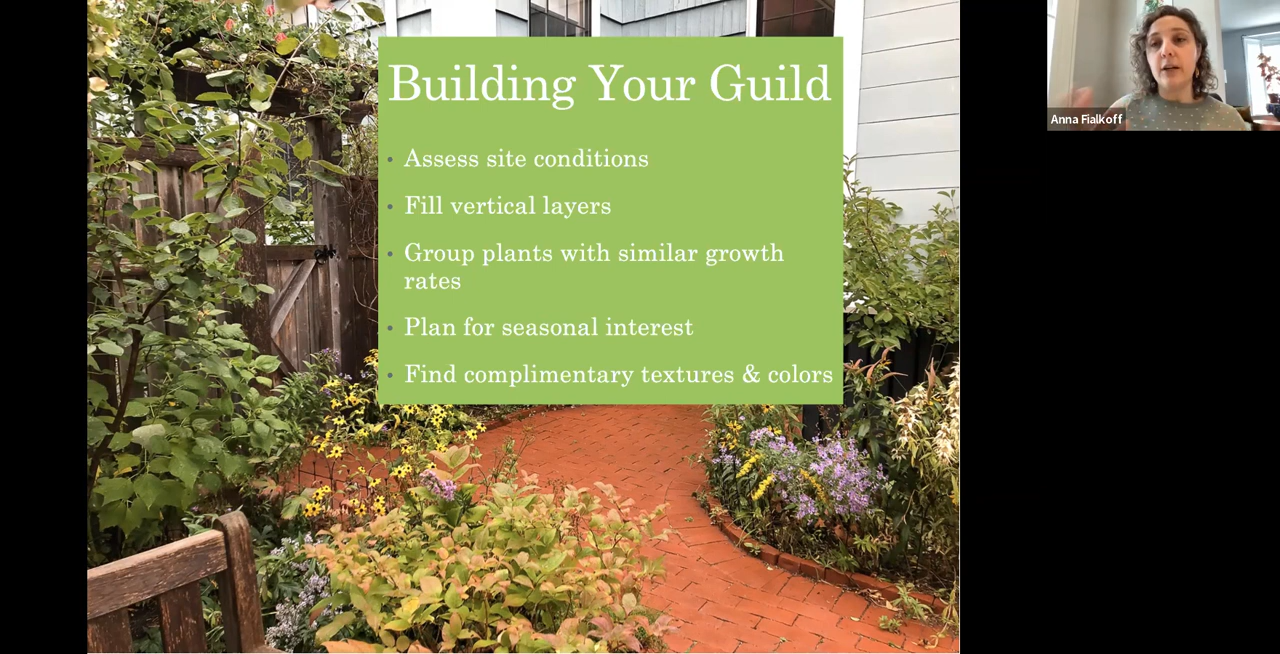 Building Your Guild
• Assess site conditions
• Fill vertical layers
• Group plants with similar growth
rates
• Plan for seasonal interest
• Find complimentary textures & colors
Anna Fialkoff